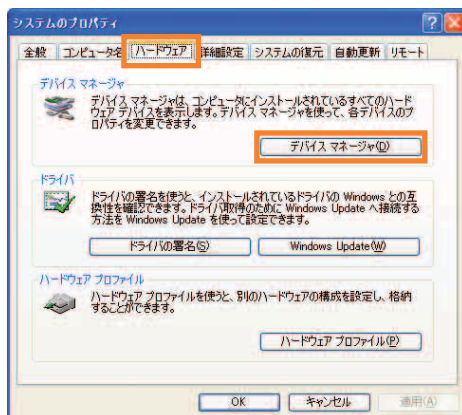 システムのプロパティ
全般 コンピュータ名 ハードウェア 詳細設定 システムの復元 自動更新 リモート
デバイス マネージャ
デバイス マネージャは、コンピュータにインストールされているすべてのハード
ウェア デバイスを表示します。デバイス マネージャを使って、各デバイスのプ
ロパティを変更できます。
デバイス マネージャ(D)
ドライバ
ドライバの署名を使うと、インストールされているドライバの Windows との互
換性を確認できます。ドライバ取得のために Windows Update へ接続する
方法を Windows Update を使って設定できます。
ドライバの署名(S) Windows Update(W)
ハードウェア プロファイル
ハードウェア プロファイルを使うと、別のハードウェアの構成を設定し、格納
することができます。
ハードウェア プロファイル(P)
OK キャンセル 適用(A)